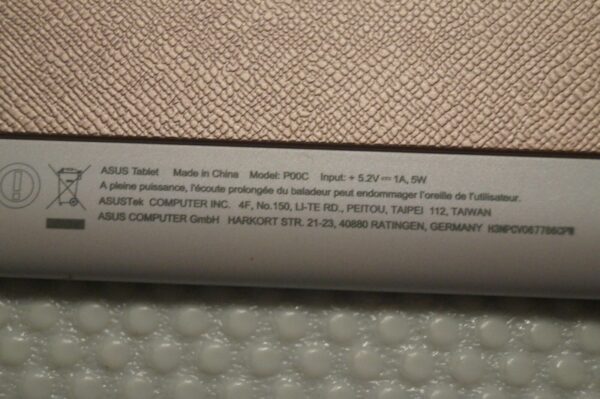 ASUS Tablet Made in China Model: P00C Input: + 5.2V⎓ 1A, 5W
A pleine puissance, l'écoute prolongée du baladeur peut endommager l'oreille de l'utilisateur.
ASUSTek COMPUTER INC. 4F, No.150, LI-TE RD., PEITOU, TAIPEI 112, TAIWAN
ASUS COMPUTER GmbH HARKORT STR. 21-23, 40880 RATINGEN, GERMANY